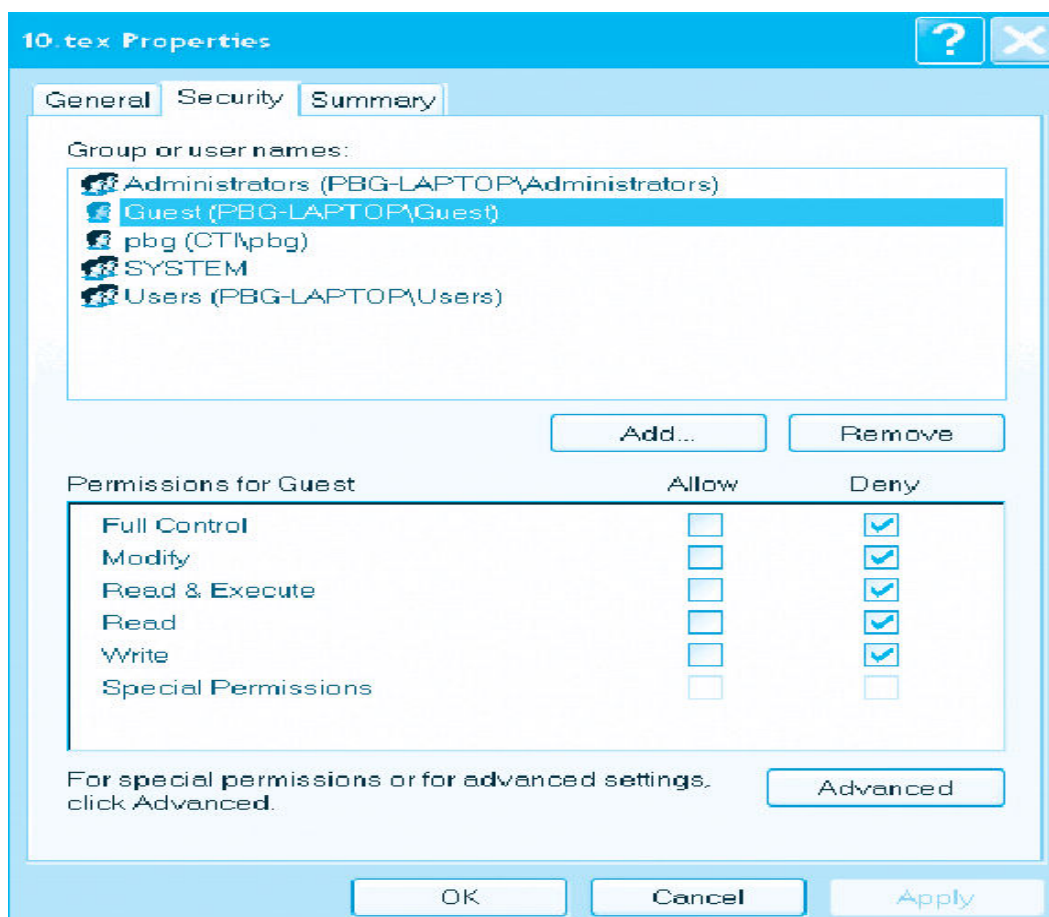 10.tex Properties
?
General Security Summary
Group or user names:
Administrators (PBG-LAPTOP\Administrators)
Guest (PBG-LAPTOP\Guest)
pbg (CTI\pbg)
SYSTEM
Users (PBG-LAPTOP\Users)
Add... Remove
Permissions for Guest Allow Deny
Full Control
Modify
Read & Execute
Read
Write
Special Permissions
For special permissions or for advanced settings,
click Advanced.
Advanced
OK Cancel Apply